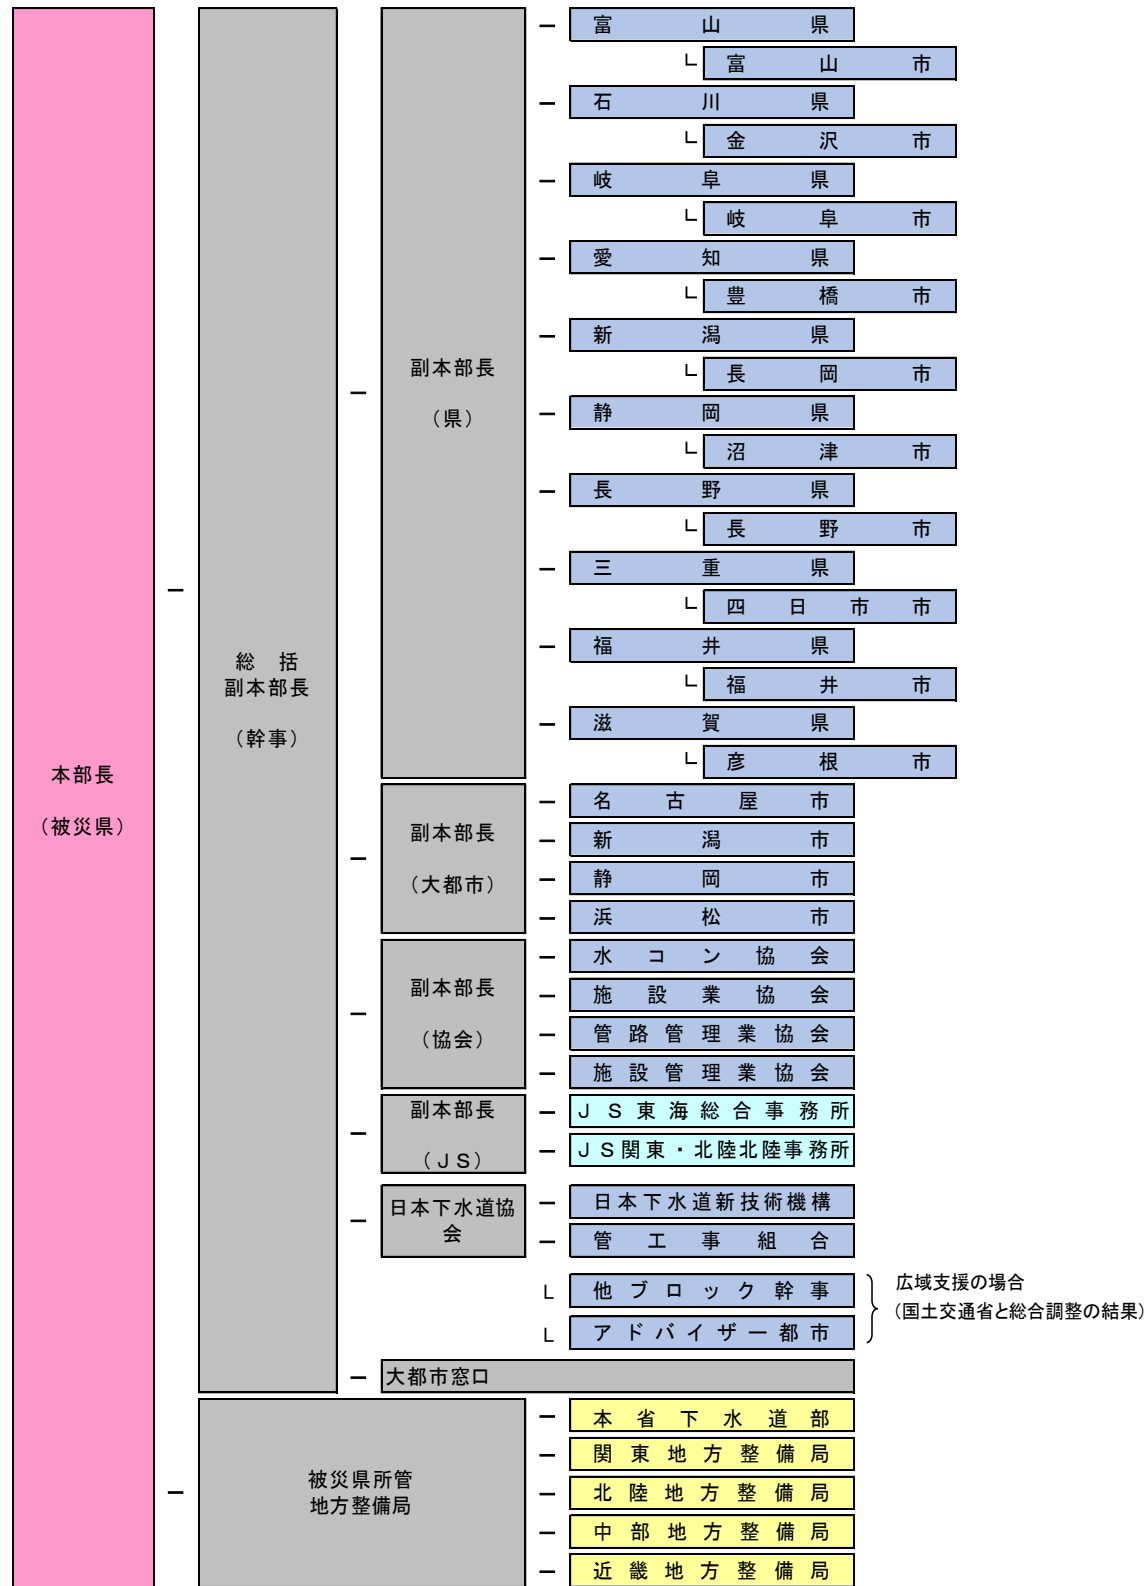 本部長
（被災県）
総　括
副本部長
（幹事）
副本部長
（県）
富山県
富山市
石川県
金沢市
岐阜県
岐阜市
愛知県
豊橋市
新潟県
長岡市
静岡県
沼津市
長野県
長野市
三重県
四日市市
福井県
福井市
滋賀県
彦根市
副本部長
（大都市）
名古屋市
新潟市
静岡市
浜松市
副本部長
（協会）
水コン協会
施設業協会
管路管理業協会
施設管理業協会
副本部長
（ＪＳ）
ＪＳ東海総合事務所
ＪＳ関東・北陸北陸事務所
日本下水道協
会
日本下水道新技術機構
管工事組合
他ブロック幹事
アドバイザー都市
広域支援の場合
（国土交通省と総合調整の結果）
大都市窓口
被災県所管
地方整備局
本省下水道部
関東地方整備局
北陸地方整備局
中部地方整備局
近畿地方整備局